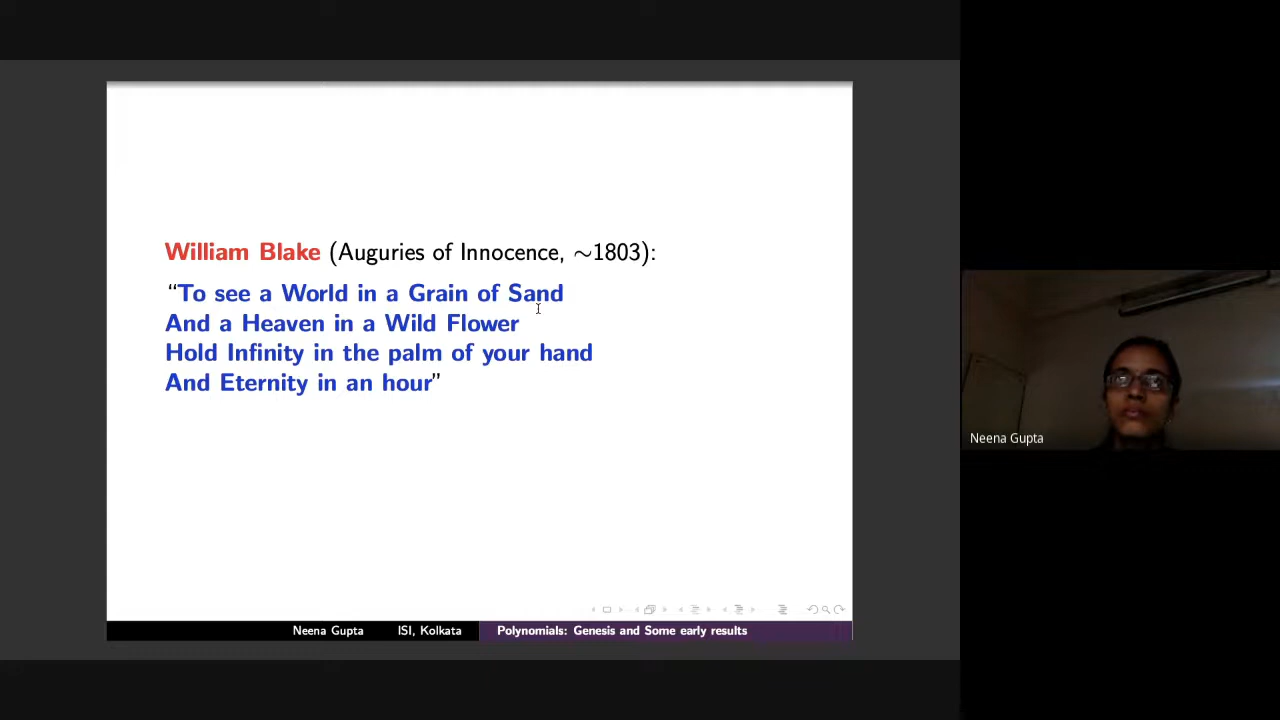 William Blake (Auguries of Innocence, ∼1803):
“To see a World in a Grain of Sand
And a Heaven in a Wild Flower
Hold Infinity in the palm of your hand
And Eternity in an hour”
Neena Gupta
Neena Gupta ISI, Kolkata Polynomials: Genesis and Some early results